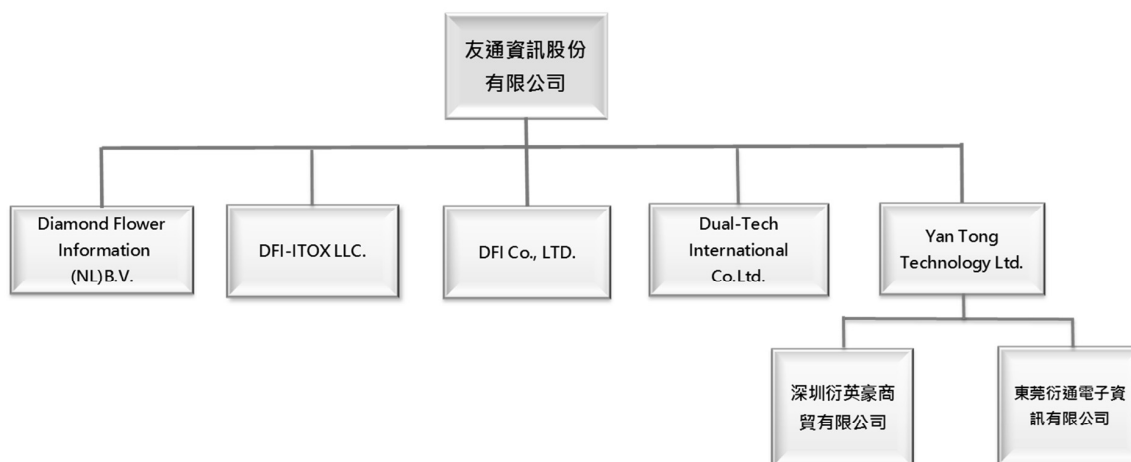 友通資訊股份
有限公司
Diamond Flower
Information
(NL)B.V.
DFI-ITOX LLC.
DFI Co., LTD.
Dual-Tech
International
Co.Ltd.
Yan Tong
Technology Ltd.
深圳衍英豪商
貿有限公司
東莞衍通電子資
訊有限公司